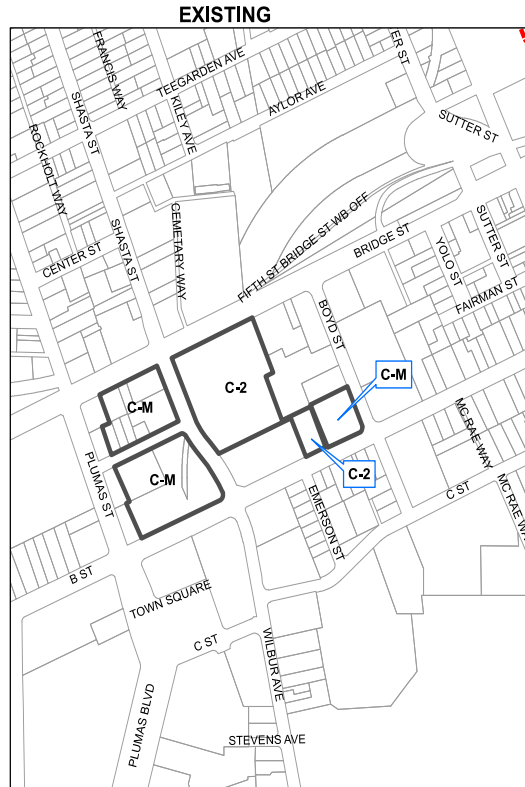 EXISTING
FRANCIS WAY
TEEGARDEN AVE
ER ST
SHASTA ST
KILEY AVE
AYLOR AVE
SUTTER ST
ROCKHOLT WAY
CEMETARY WAY
SHASTA ST
CENTER ST
FIFTH ST BRIDGE ST WB OFF
BRIDGE ST
YOLO ST
SUTTER ST
FAIRMAN ST
BOYD ST
C-M
C-2
C-M
C-M
C-2
PLUMAS ST
MC RAE WAY
C ST
MC RAE WA
EMERSON ST
B ST
TOWN SQUARE
C ST
WILBUR AVE
PLUMAS BLVD
STEVENS AVE